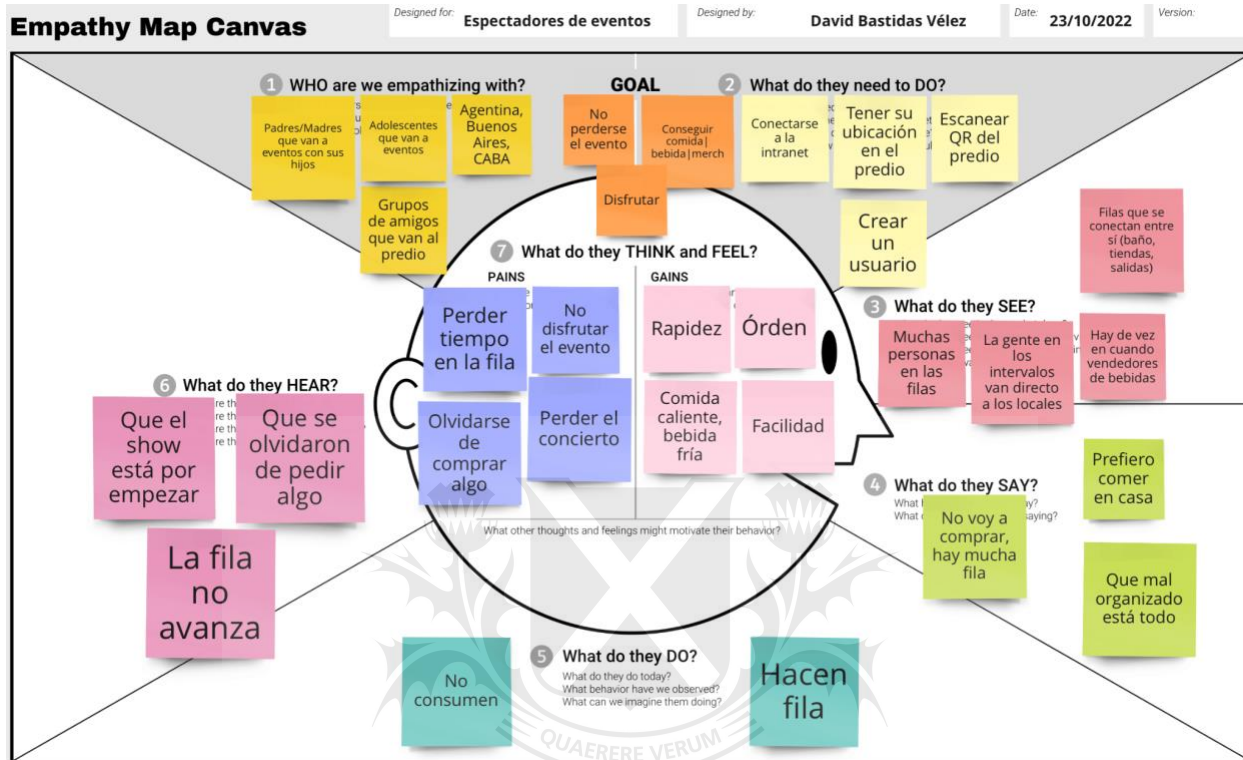 Empathy Map Canvas
Designed for:
Espectadores de eventos
Designed by:
David Bastidas Vélez
Date:
23/10/2022
Version:
1 WHO are we empathizing with?
Padres/Madres
que van a
eventos con sus
hijos
Adolescentes
que van a
eventos
Agentina,
Buenos
Aires,
CABA
Grupos
de amigos
que van al
predio
GOAL
No
perderse
el evento
Conseguir
comida|
bebida|merch
Disfrutar
2 What do they need to DO?
Conectarse
a la
intranet
Tener su
ubicación
en el
predio
Escanear
QR del
predio
Crear
un
usuario
Filas que se
conectan entre
sí (baño,
tiendas,
salidas)
3 What do they SEE?
Muchas
personas
en las
filas
La gente en
los
intervalos
van directo
a los locales
Hay de vez
en cuando
vendedores
de bebidas
4 What do they SAY?
saying?
No voy a
comprar,
hay mucha
fila
Prefiero
comer
en casa
Que mal
organizado
está todo
5 What do they DO?
What do they do today?
What behavior have we observed?
What can we imagine them doing?
No
consumen
Hacen
fila
6 What do they HEAR?
Que el
show
está por
empezar
Que se
olvidaron
de pedir
algo
La fila
no
avanza
7 What do they THINK and FEEL?
PAINS
Perder
tiempo
en la fila
No
disfrutar
el evento
Olvidarse
de
comprar
algo
Perder el
concierto
GAINS
Rapidez
Órden
Comida
caliente,
bebida
fría
Facilidad
What other thoughts and feelings might motivate their behavior?
QUAERERE VERUM